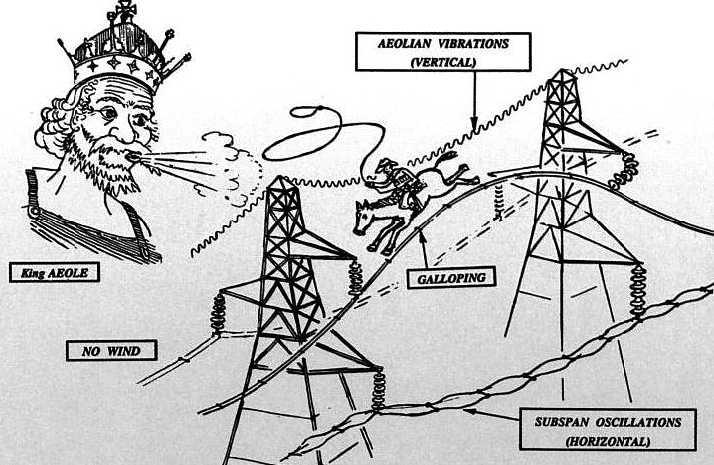 AEOLIAN VIBRATIONS
(VERTICAL)
King AEOLE
GALLOPING
NO WIND
SUBSPAN OSCILLATIONS
(HORIZONTAL)